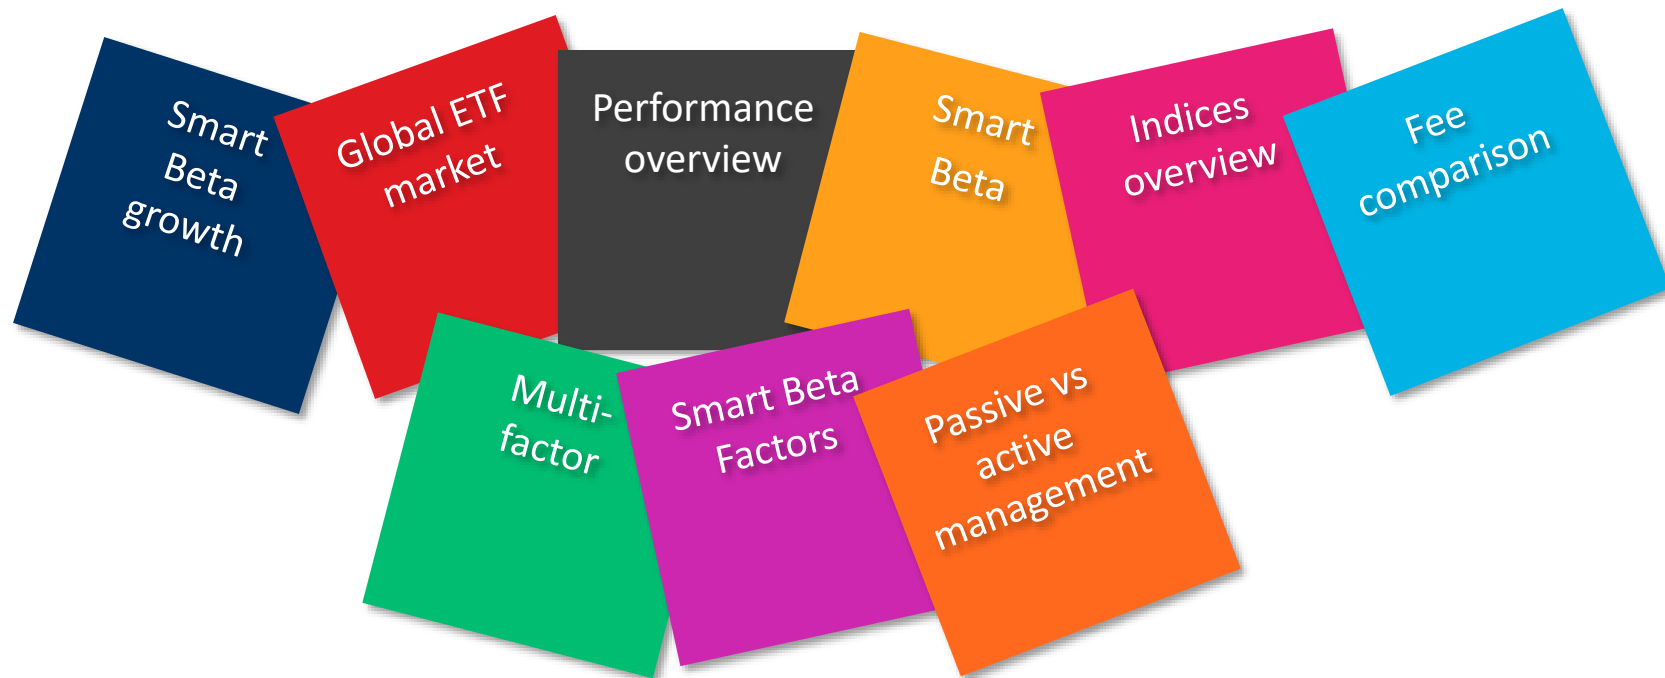 Smart
Beta
growth
Global ETF
market
Performance
overview
Smart
Beta
Indices
overview
Fee
comparison
Multi-
factor
Smart Beta
Factors
Passive vs
active
management